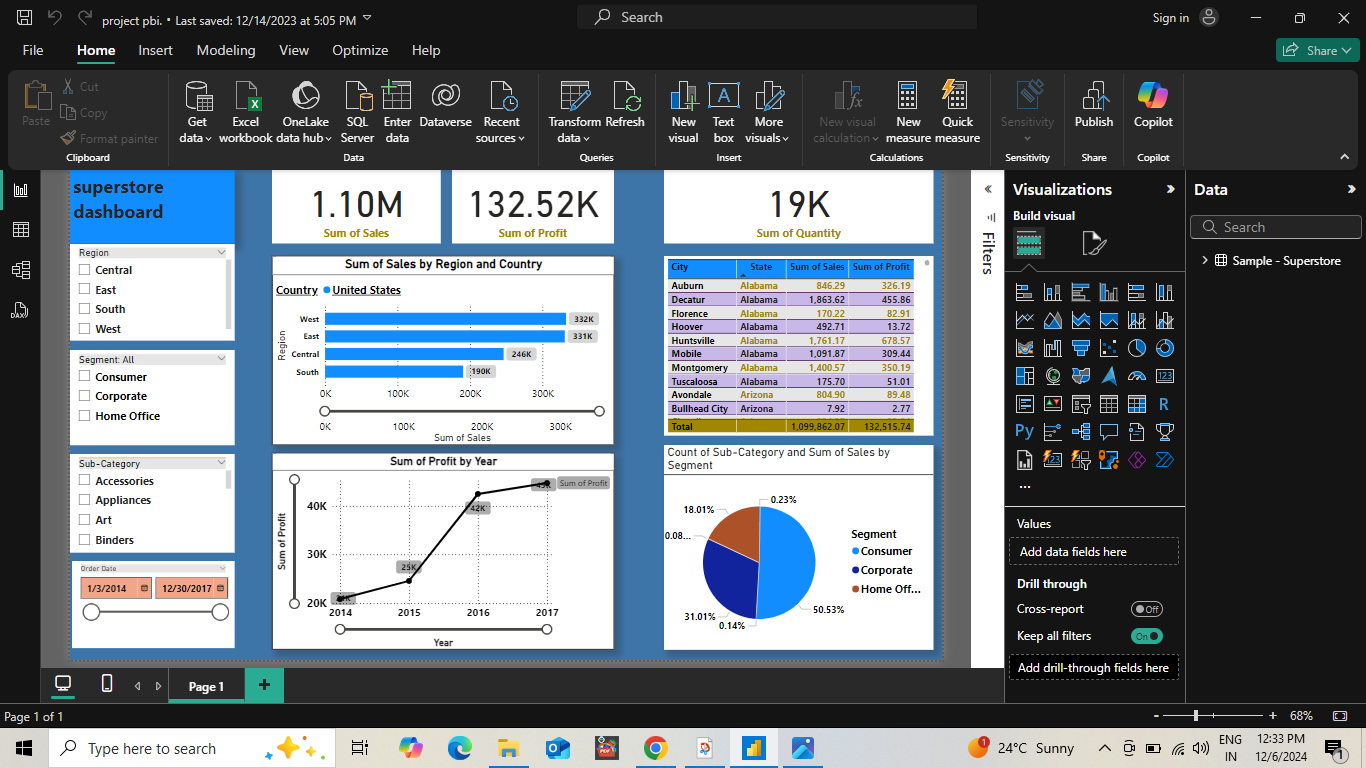 project pbi. • Last saved: 12/14/2023 at 5:05 PM
Search
Sign in
File Home Insert Modeling View Optimize Help
Share
Paste
Cut
Copy
Format painter
Clipboard
Get data
Excel workbook
OneLake data hub
SQL Server
Enter data
Dataverse
Recent sources
Data
Transform data
Refresh
Queries
New visual
Text box
More visuals
Insert
New visual calculation
New measure
Quick measure
Calculations
Sensitivity
Sensitivity
Publish
Share
Copilot
Copilot
superstore
dashboard
Region
Central
East
South
West
Segment: All
Consumer
Corporate
Home Office
Sub-Category
Accessories
Appliances
Art
Binders
Order Date
1/3/2014 12/30/2017
1.10M
Sum of Sales
132.52K
Sum of Profit
19K
Sum of Quantity
Sum of Sales by Region and Country
Country United States
Region
West 332K
East 331K
Central 246K
South 190K
0K 100K 200K 300K
0K 100K 200K 300K
Sum of Sales
Sum of Profit by Year
Sum of Profit
40K
30K
20K
25K
42K
Sum of Profit
2014 2015 2016 2017
Year
City State Sum of Sales Sum of Profit
Auburn Alabama 846.29 326.19
Decatur Alabama 1,863.62 455.86
Florence Alabama 170.22 82.91
Hoover Alabama 492.71 13.72
Huntsville Alabama 1,761.17 678.57
Mobile Alabama 1,091.87 309.44
Montgomery Alabama 1,400.57 350.19
Tuscaloosa Alabama 175.70 51.01
Avondale Arizona 804.90 89.48
Bullhead City Arizona 7.92 2.77
Total 1,099,862.07 132,515.74
Count of Sub-Category and Sum of Sales by
Segment
0.23%
18.01%
0.08...
31.01%
0.14%
50.53%
Segment
Consumer
Corporate
Home Off...
Filters
Visualizations
Build visual
123
R
Py
123
...
Values
Add data fields here
Drill through
Cross-report Off
Keep all filters On
Add drill-through fields here
Data
Search
Sample - Superstore
DAX
Page 1
+
Page 1 of 1
- + 68%
Type here to search
PDF
1
24°C Sunny
ENG
IN
12:33 PM
12/6/2024
1